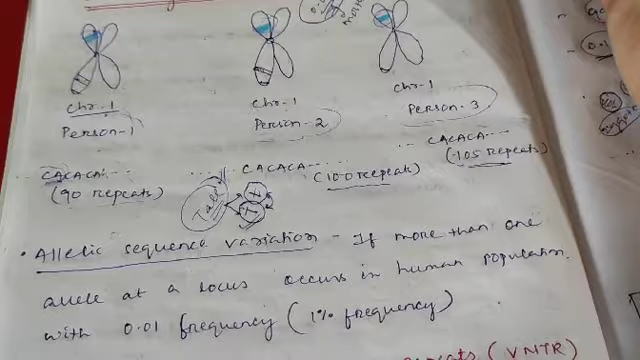 Chr-1
Chr-1
Chr-1
Person-1
Person-2
Person-3
CACACA...
(90 Repeats)
... CACACA.....
(100 Repeats)
... CACACA....
(105 Repeats)
Tall
• Allelic sequence variation - If more than one
allele at a locus occurs in human population
with 0.01 frequency (1% frequency)
(VNTR)